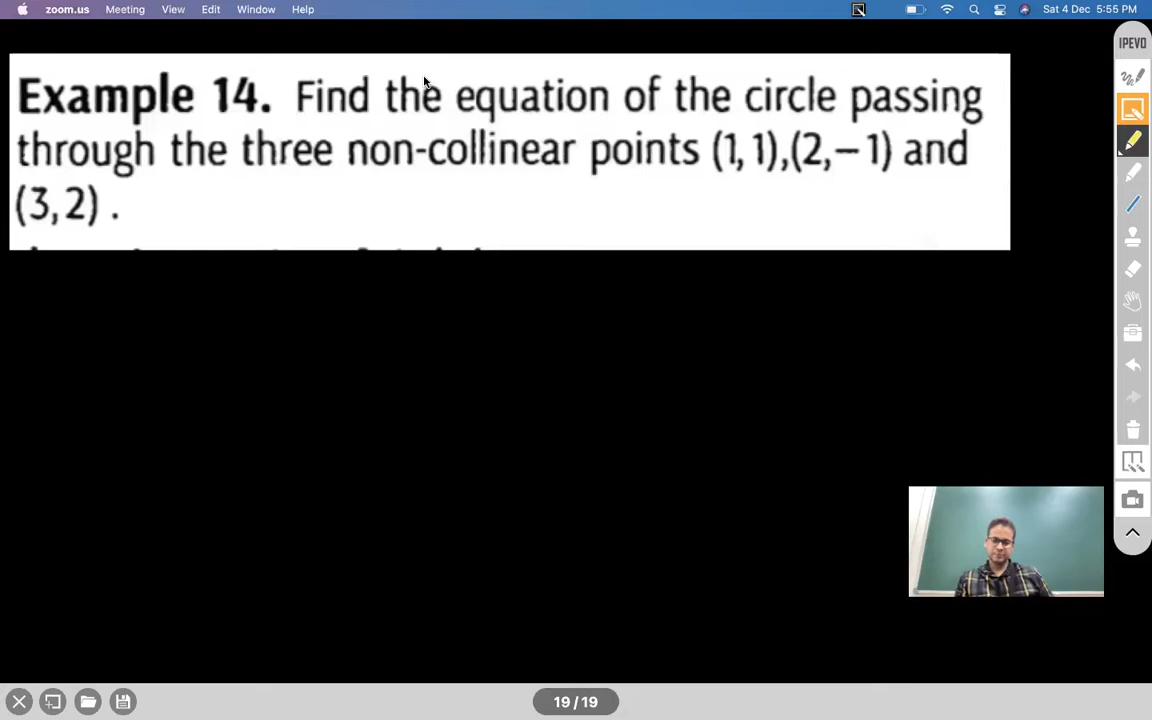 zoom.us Meeting View Edit Window Help Sat 4 Dec 5:55 PM
IPEVO
Example 14. Find the equation of the circle passing
through the three non-collinear points (1, 1),(2,− 1) and
(3, 2) .
19 / 19